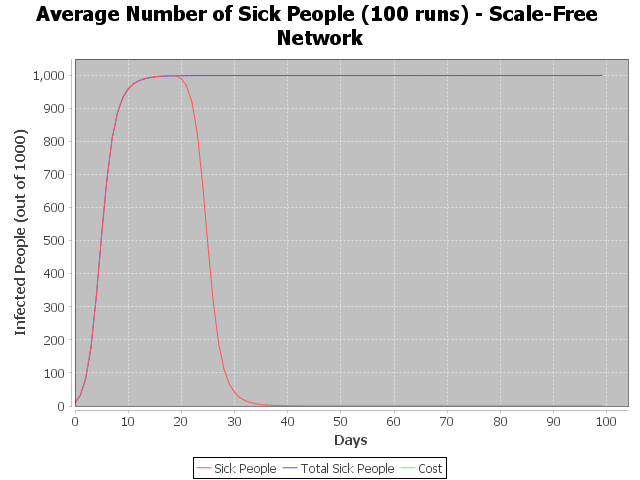 Average Number of Sick People (100 runs) - Scale-Free
Network
Infected People (out of 1000)
1,000
900
800
700
600
500
400
300
200
100
0
0 10 20 30 40 50 60 70 80 90 100
Days
Sick People Total Sick People Cost